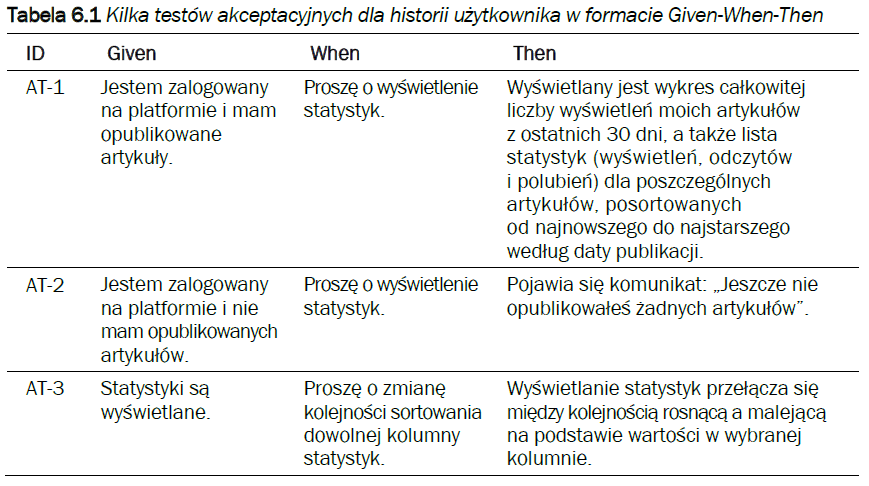 Tabela 6.1 Kilka testów akceptacyjnych dla historii użytkownika w formacie Given-When-Then
ID Given When Then
AT-1 Jestem zalogowany Proszę o wyświetlenie Wyświetlany jest wykres całkowitej
na platformie i mam statystyk. liczby wyświetleń moich artykułów
opublikowane z ostatnich 30 dni, a także lista
artykuły. statystyk (wyświetleń, odczytów
i polubień) dla poszczególnych
artykułów, posortowanych
od najnowszego do najstarszego
według daty publikacji.
AT-2 Jestem zalogowany Proszę o wyświetlenie Pojawia się komunikat: „Jeszcze nie
na platformie i nie statystyk. opublikowałeś żadnych artykułów”.
mam opublikowanych
artykułów.
AT-3 Statystyki są Proszę o zmianę Wyświetlanie statystyk przełącza się
wyświetlane. kolejności sortowania między kolejnością rosnącą a malejącą
dowolnej kolumny na podstawie wartości w wybranej
statystyk. kolumnie.